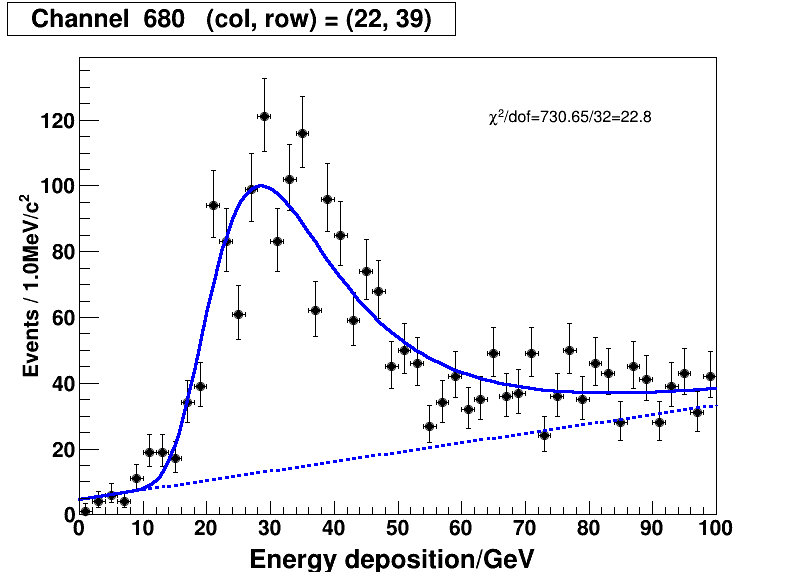 Channel 680 (col, row) = (22, 39)
χ²/dof=730.65/32=22.8
Events / 1.0MeV/c²
120
100
80
60
40
20
0
0 10 20 30 40 50 60 70 80 90 100
Energy deposition/GeV